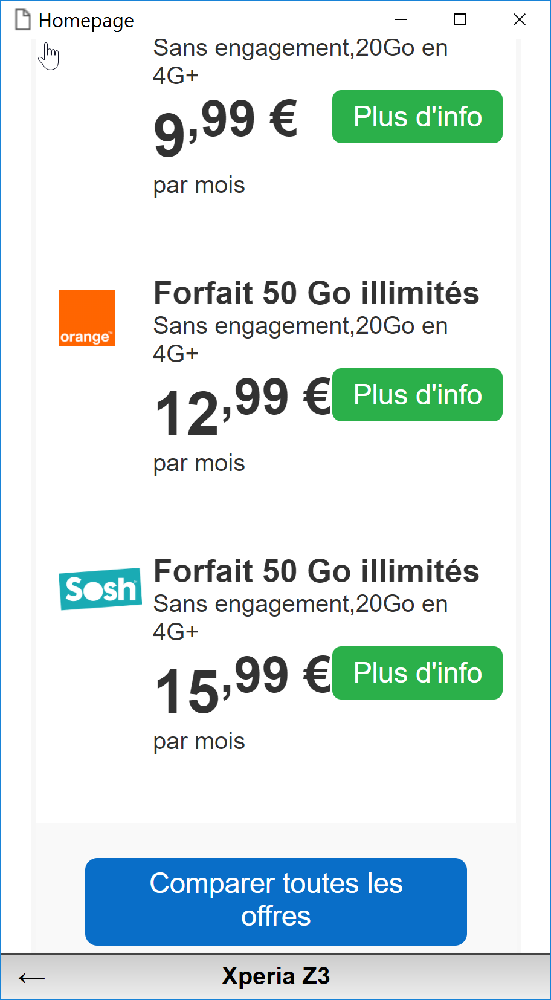 Homepage
Sans engagement,20Go en
4G+
9,99 €
Plus d'info
par mois
orange™
Forfait 50 Go illimités
Sans engagement,20Go en
4G+
12,99 €
Plus d'info
par mois
Sosh™
Forfait 50 Go illimités
Sans engagement,20Go en
4G+
15,99 €
Plus d'info
par mois
Comparer toutes les
offres
Xperia Z3